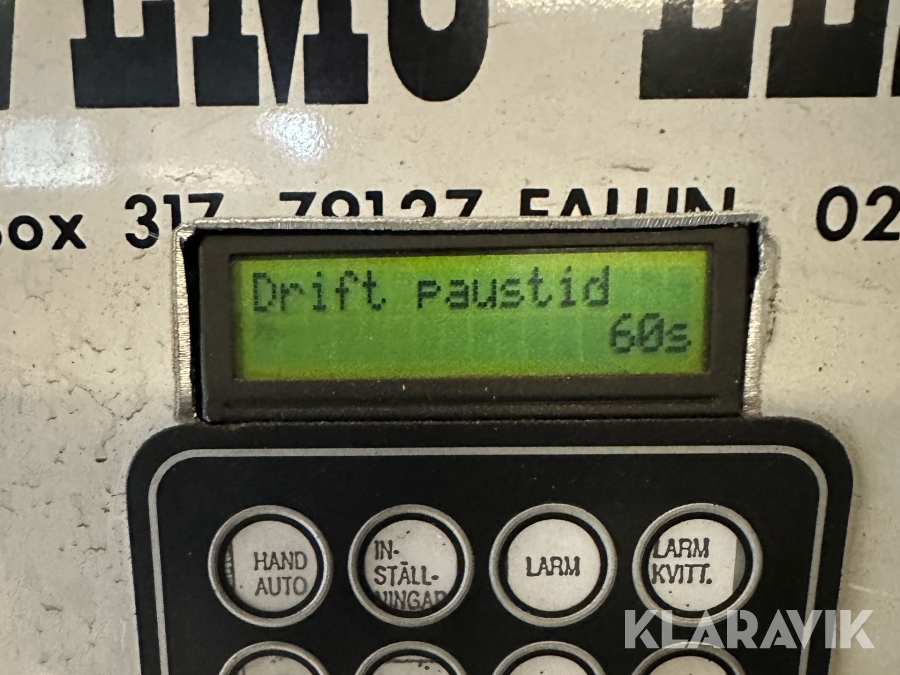 Box 317 79127 FALUN 02
Drift paustid
60s
HAND
AUTO
IN-
STÄLL-
NINGAR
LARM
LARM
KVITT.
KLARAVIK